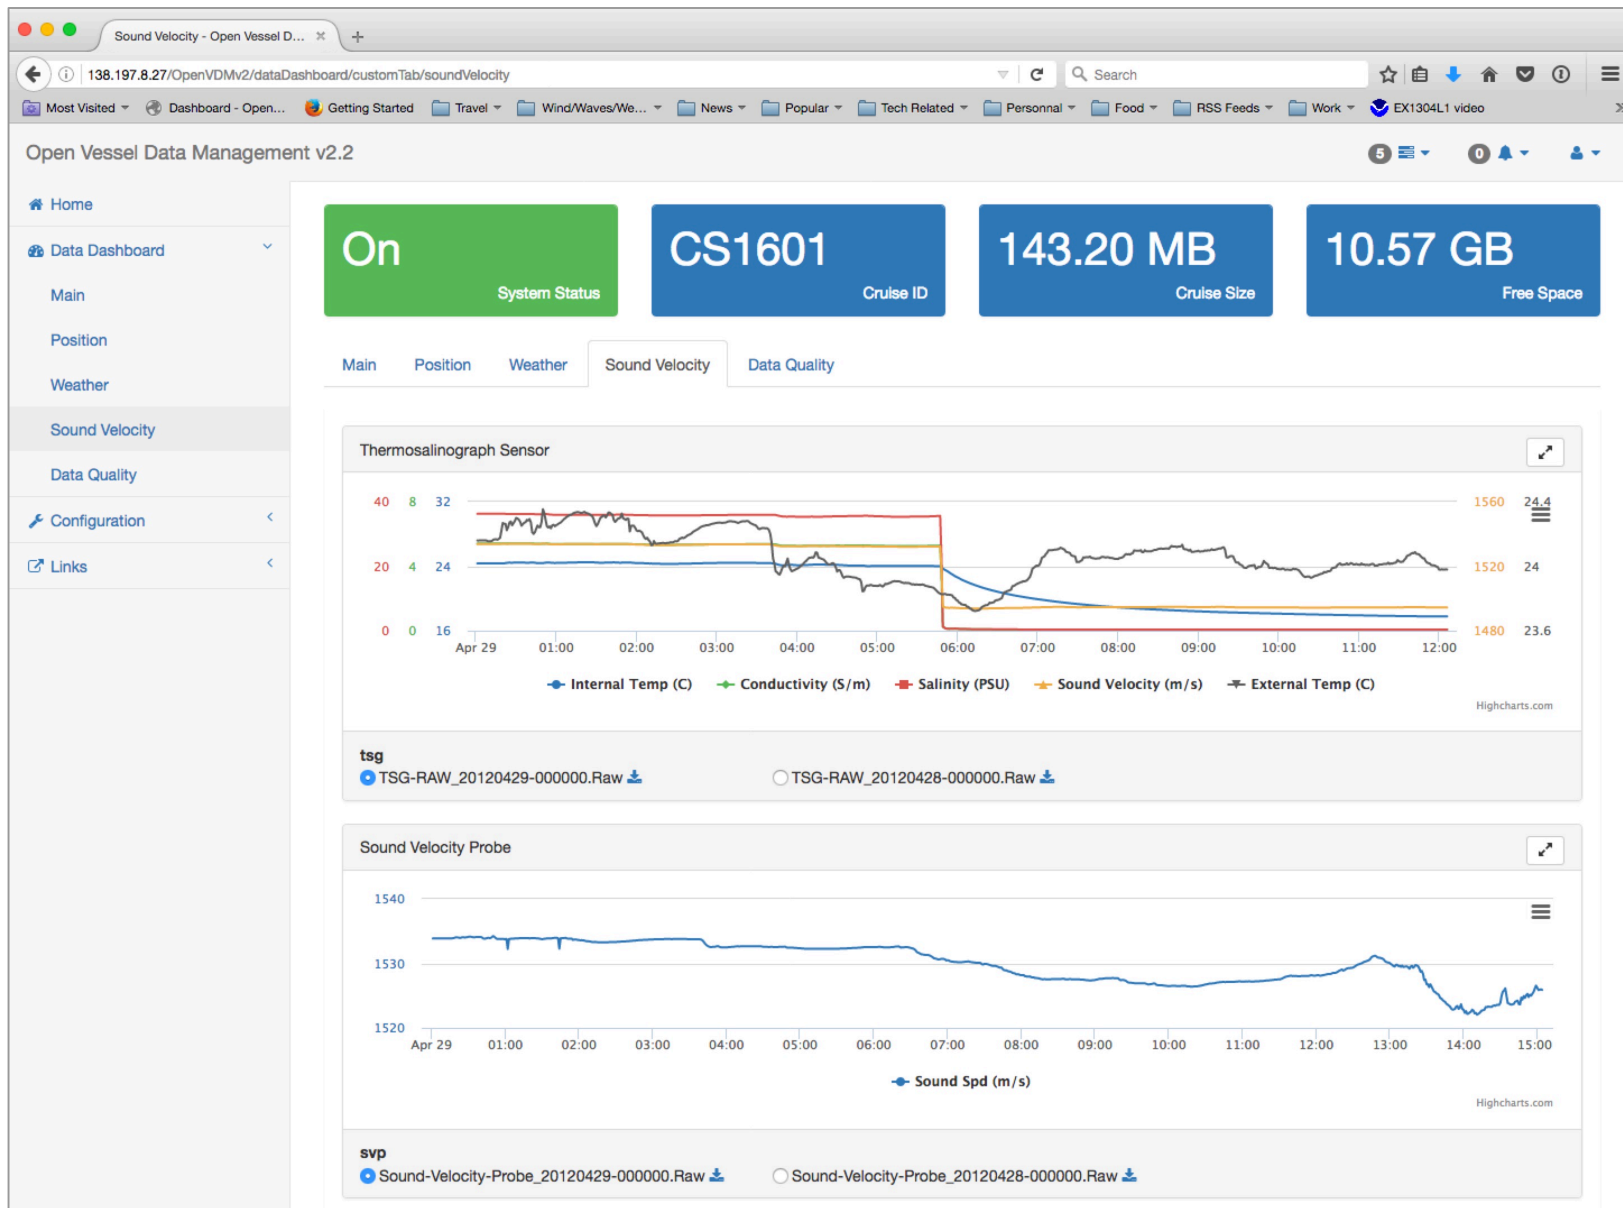 Sound Velocity - Open Vessel D...
138.197.8.27/OpenVDMv2/dataDashboard/customTab/soundVelocity
Search
Most Visited Dashboard - Open... Getting Started Travel Wind/Waves/We... News Popular Tech Related Personnal Food RSS Feeds Work EX1304L1 video
Open Vessel Data Management v2.2
5 0
Home
Data Dashboard
Main
Position
Weather
Sound Velocity
Data Quality
Configuration
Links
On
System Status
CS1601
Cruise ID
143.20 MB
Cruise Size
10.57 GB
Free Space
Main Position Weather Sound Velocity Data Quality
Thermosalinograph Sensor
40 8 32 1560 24.4
20 4 24 1520 24
0 0 16 1480 23.6
Apr 29 01:00 02:00 03:00 04:00 05:00 06:00 07:00 08:00 09:00 10:00 11:00 12:00
Internal Temp (C) Conductivity (S/m) Salinity (PSU) Sound Velocity (m/s) External Temp (C)
Highcharts.com
tsg
TSG-RAW_20120429-000000.Raw TSG-RAW_20120428-000000.Raw
Sound Velocity Probe
1540
1530
1520
Apr 29 01:00 02:00 03:00 04:00 05:00 06:00 07:00 08:00 09:00 10:00 11:00 12:00 13:00 14:00 15:00
Sound Spd (m/s)
Highcharts.com
svp
Sound-Velocity-Probe_20120429-000000.Raw Sound-Velocity-Probe_20120428-000000.Raw